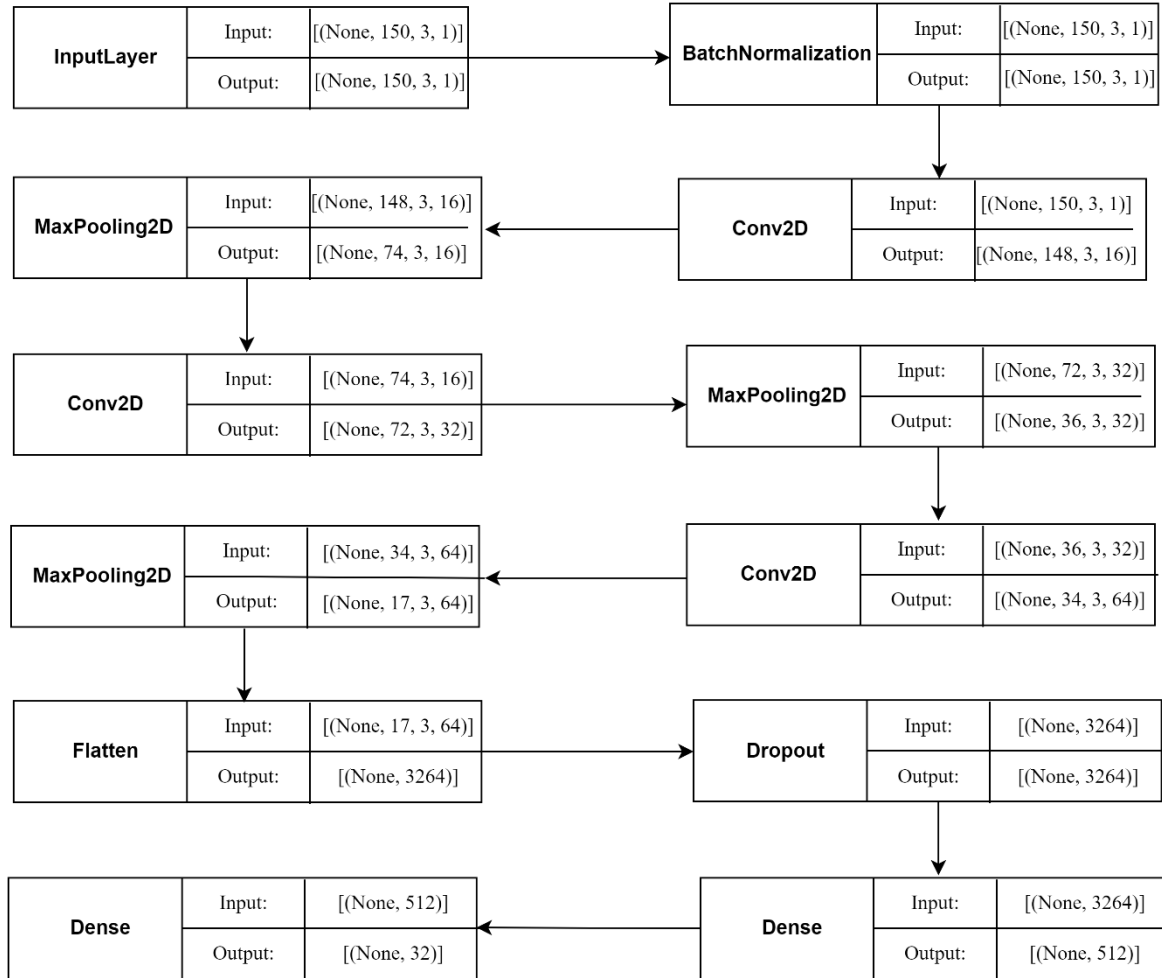 InputLayer
Input: [(None, 150, 3, 1)]
Output: [(None, 150, 3, 1)]
BatchNormalization
Input: [(None, 150, 3, 1)]
Output: [(None, 150, 3, 1)]
Conv2D
Input: [(None, 150, 3, 1)]
Output: [(None, 148, 3, 16)]
MaxPooling2D
Input: [(None, 148, 3, 16)]
Output: [(None, 74, 3, 16)]
Conv2D
Input: [(None, 74, 3, 16)]
Output: [(None, 72, 3, 32)]
MaxPooling2D
Input: [(None, 72, 3, 32)]
Output: [(None, 36, 3, 32)]
Conv2D
Input: [(None, 36, 3, 32)]
Output: [(None, 34, 3, 64)]
MaxPooling2D
Input: [(None, 34, 3, 64)]
Output: [(None, 17, 3, 64)]
Flatten
Input: [(None, 17, 3, 64)]
Output: [(None, 3264)]
Dropout
Input: [(None, 3264)]
Output: [(None, 3264)]
Dense
Input: [(None, 3264)]
Output: [(None, 512)]
Dense
Input: [(None, 512)]
Output: [(None, 32)]